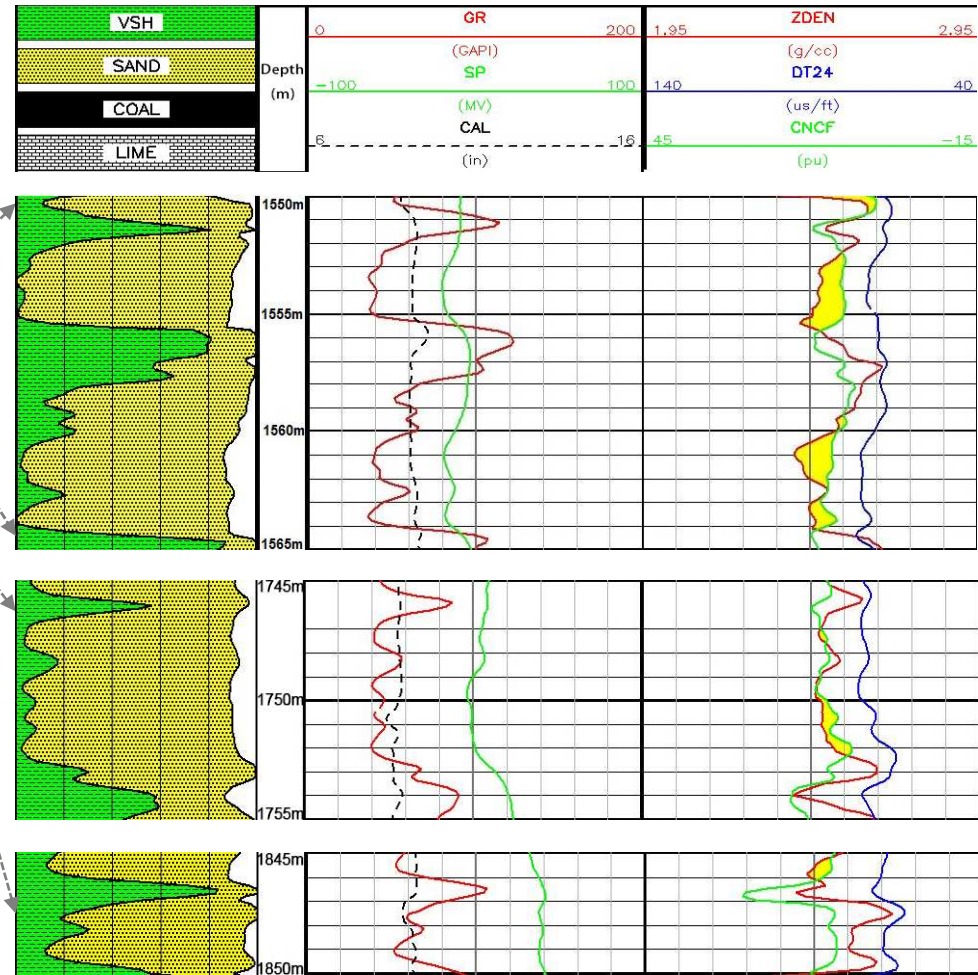 VSH
SAND
COAL
LIME
Depth
(m)
GR
0 200
(GAPI)
SP
-100 100
(MV)
CAL
6 16
(in)
ZDEN
1.95 2.95
(g/cc)
DT24
140 40
(us/ft)
CNCF
45 -15
(pu)
1550m
1555m
1560m
1565m
1745m
1750m
1755m
1845m
1850m